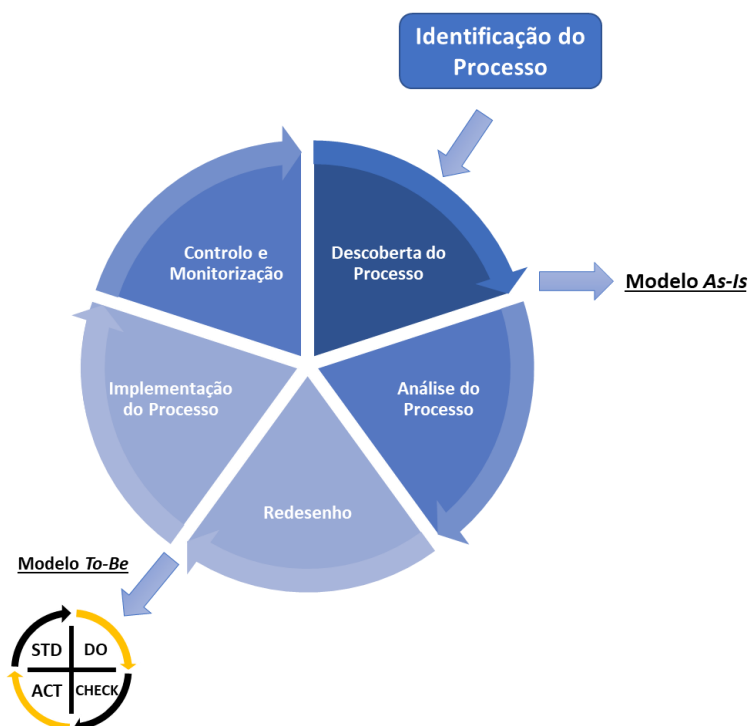 Identificação do
Processo
Controlo e
Monitorização
Descoberta do
Processo
Modelo As-Is
Implementação
do Processo
Análise do
Processo
Redesenho
Modelo To-Be
STD
DO
ACT
CHECK